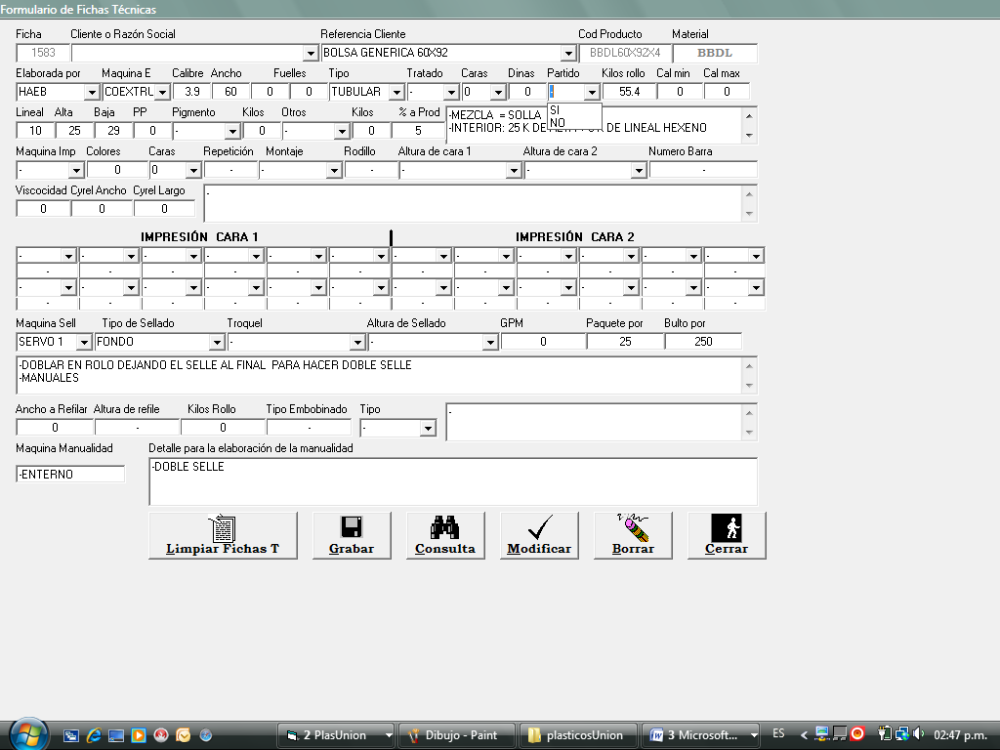 Formulario de Fichas Técnicas
Ficha Cliente o Razón Social Referencia Cliente Cod Producto Material
1583 BOLSA GENERICA 60X92 BBDL60X92X4 BBDL
Elaborada por Maquina E Calibre Ancho Fuelles Tipo Tratado Caras Dinas Partido Kilos rollo Cal min Cal max
HAEB COEXTRU 3.9 60 0 0 TUBULAR - 0 0 - 55.4 0 0
SI
NO
Lineal Alta Baja PP Pigmento Kilos Otros Kilos % a Prod
10 25 29 0 - 0 - 0 5
-MEZCLA = SOLLA
-INTERIOR: 25 K DE K DE LINEAL HEXENO
Maquina Imp Colores Caras Repetición Montaje Rodillo Altura de cara 1 Altura de cara 2 Numero Barra
- 0 0 - - - - - -
Viscocidad Cyrel Ancho Cyrel Largo
0 0 0 -
IMPRESIÓN CARA 1 IMPRESIÓN CARA 2
- - - - - - - - - - - -
- - - - - - - - - - - -
- - - - - - - - - - - -
- - - - - - - - - - - -
Maquina Sell Tipo de Sellado Troquel Altura de Sellado GPM Paquete por Bulto por
SERVO 1 FONDO - - 0 25 250
-DOBLAR EN ROLO DEJANDO EL SELLE AL FINAL PARA HACER DOBLE SELLE
-MANUALES
Ancho a Refilar Altura de refile Kilos Rollo Tipo Embobinado Tipo
0 - 0 - - -
Maquina Manualidad Detalle para la elaboración de la manualidad
-ENTERNO -DOBLE SELLE
Limpiar Fichas T Grabar Consulta Modificar Borrar Cerrar
2 PlasUnion Dibujo - Paint plasticosUnion 3 Microsoft... ES 02:47 p.m.